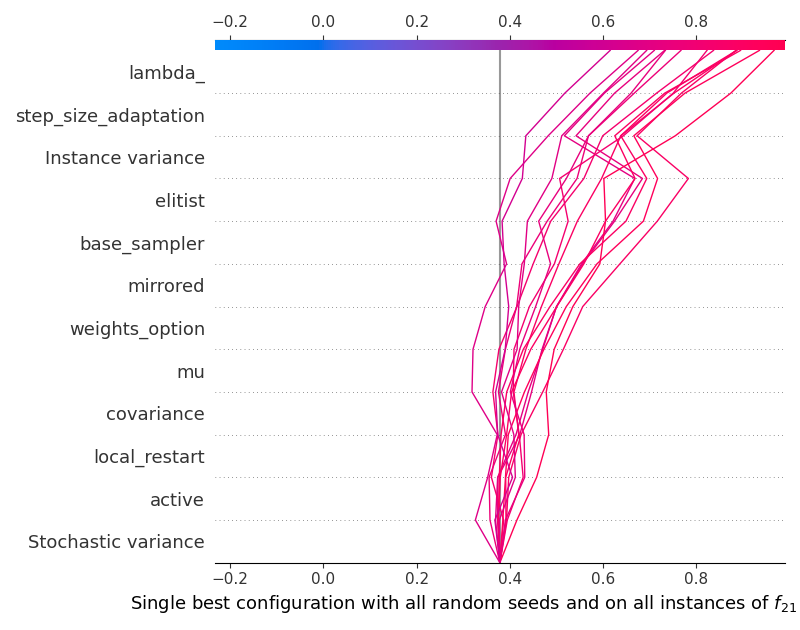 −0.2 0.0 0.2 0.4 0.6 0.8
lambda_
step_size_adaptation
Instance variance
elitist
base_sampler
mirrored
weights_option
mu
covariance
local_restart
active
Stochastic variance
−0.2 0.0 0.2 0.4 0.6 0.8
Single best configuration with all random seeds and on all instances of f21